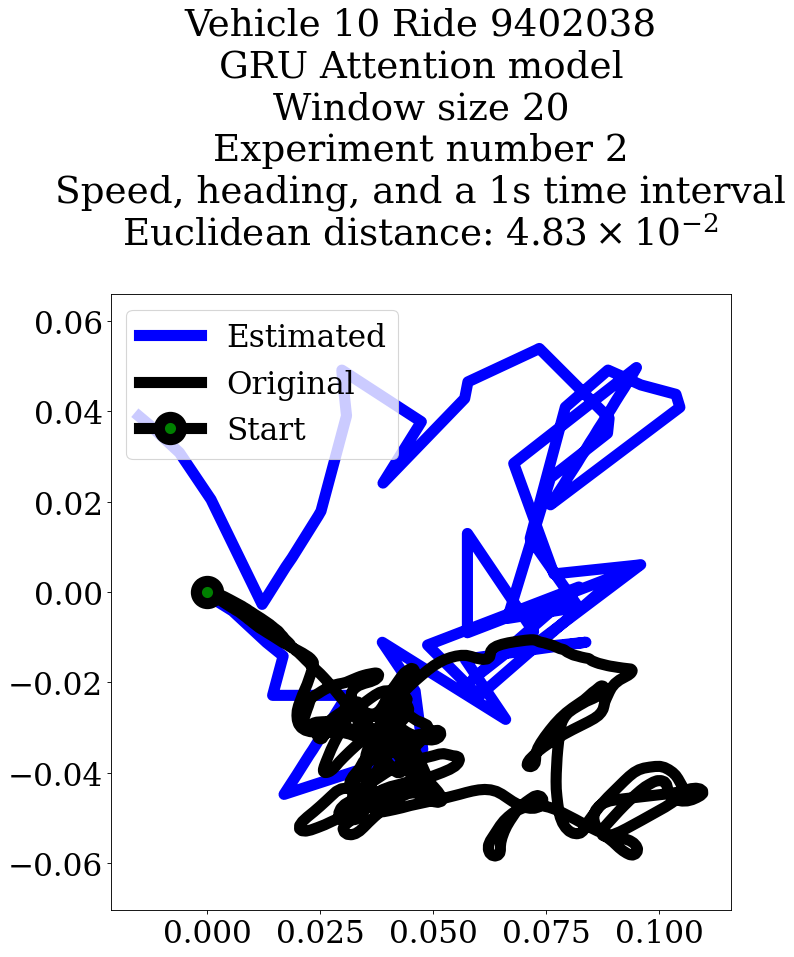 Vehicle 10 Ride 9402038
GRU Attention model
Window size 20
Experiment number 2
Speed, heading, and a 1s time interval
Euclidean distance: 4.83 × 10⁻²
Estimated
Original
Start
0.06
0.04
0.02
0.00
−0.02
−0.04
−0.06
0.000 0.025 0.050 0.075 0.100